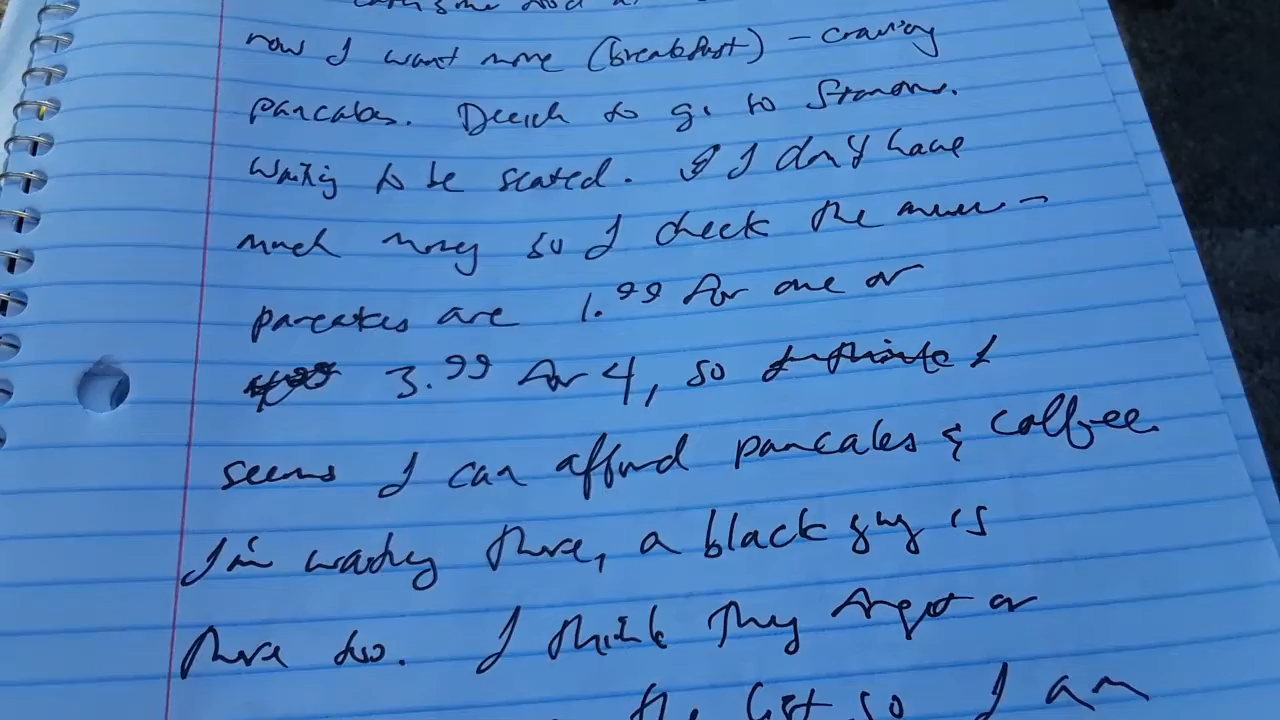 now I want more (breakfast) - craving
pancakes. Decide to go to
waiting to be seated. I don't have
much money so I check the menu -
pancakes are 1.99 for one or
3.99 for 4, so I
seems I can afford pancakes & coffee.
I'm waiting there, a black guy is
there too. I think they forgot or
the list so I am